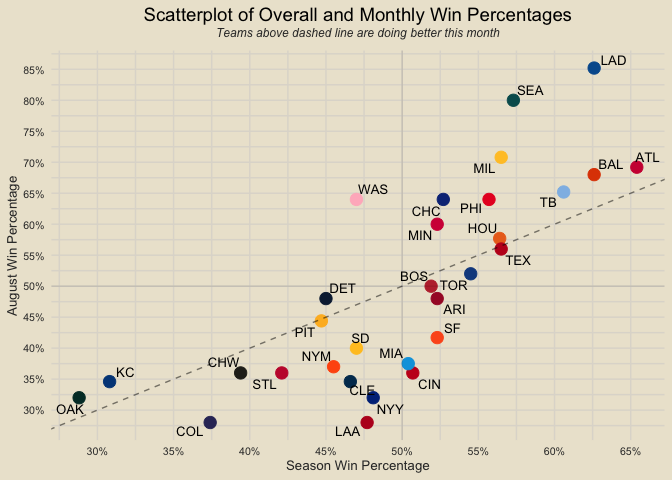 Scatterplot of Overall and Monthly Win Percentages
Teams above dashed line are doing better this month
August Win Percentage
85%
80%
75%
70%
65%
60%
55%
50%
45%
40%
35%
30%
LAD
SEA
ATL
MIL
BAL
WAS
TB
CHC
PHI
MIN
HOU
TEX
BOS
TOR
DET
ARI
PIT
SF
SD
NYM
MIA
CHW
KC
STL
CLE
CIN
OAK
NYY
COL
LAA
30%
35%
40%
45%
50%
55%
60%
65%
Season Win Percentage